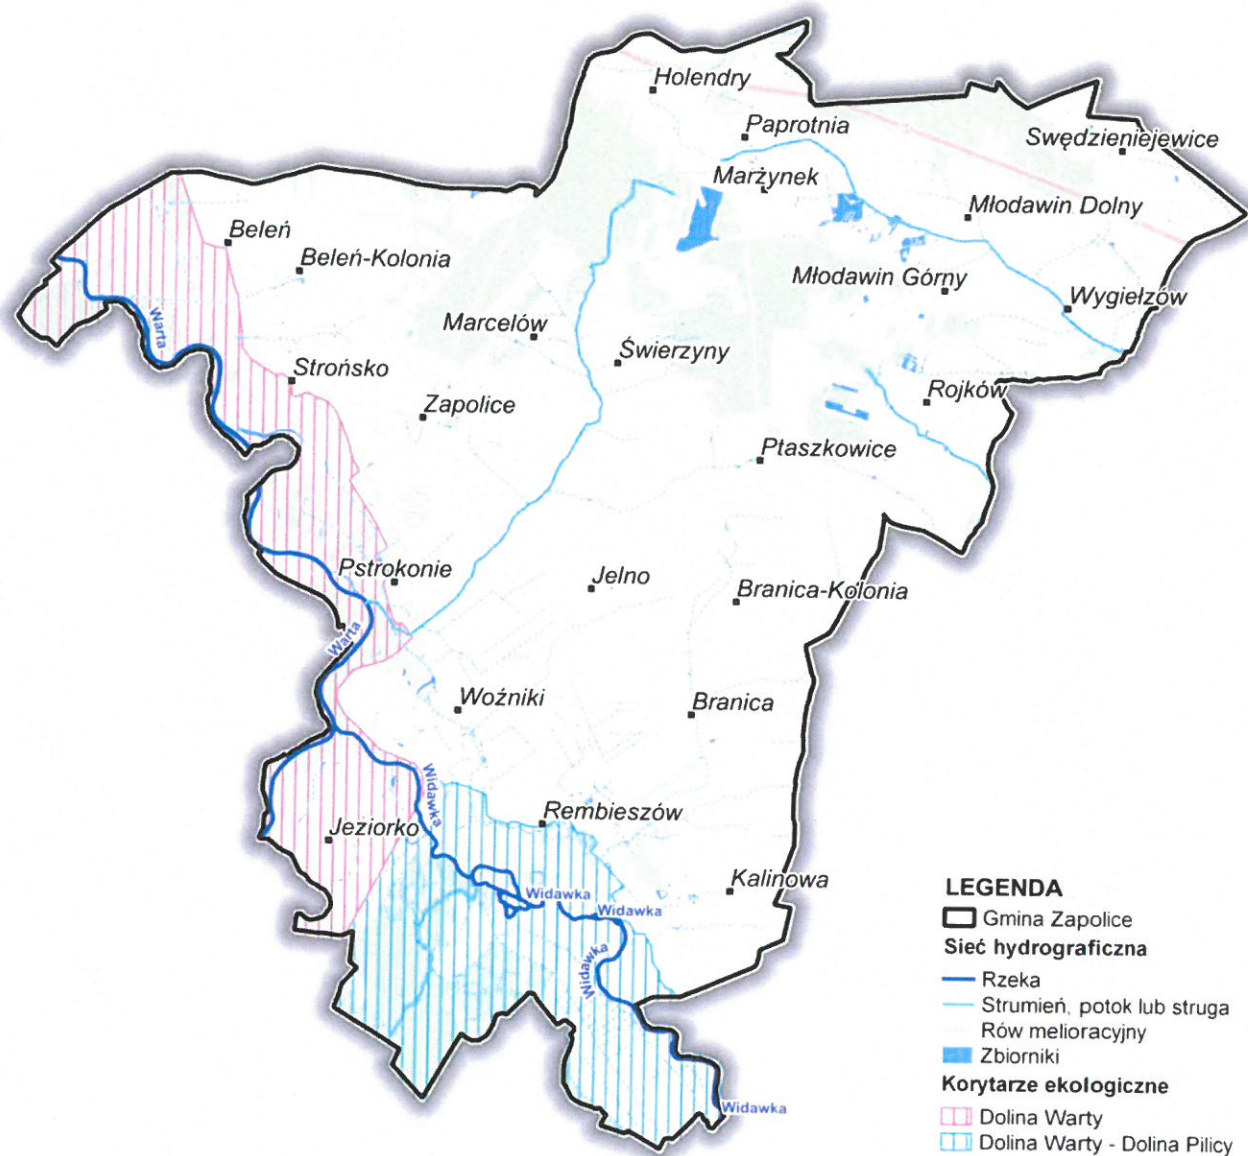 Holendry
Paprotnia
Swędzieniejewice
Marżynek
Młodawin Dolny
Beleń
Beleń-Kolonia
Młodawin Górny
Wygiełzów
Warta
Marcelów
Świerzyny
Strońsko
Rojków
Zapolice
Ptaszkowice
Pstrokonie
Jelno
Branica-Kolonia
Warta
Woźniki
Branica
Widawka
Rembieszów
Jeziorko
Kalinowa
Widawka
Widawka
Widawka
Widawka
LEGENDA
Gmina Zapolice
Sieć hydrograficzna
Rzeka
Strumień, potok lub struga
Rów melioracyjny
Zbiorniki
Korytarze ekologiczne
Dolina Warty
Dolina Warty - Dolina Pilicy